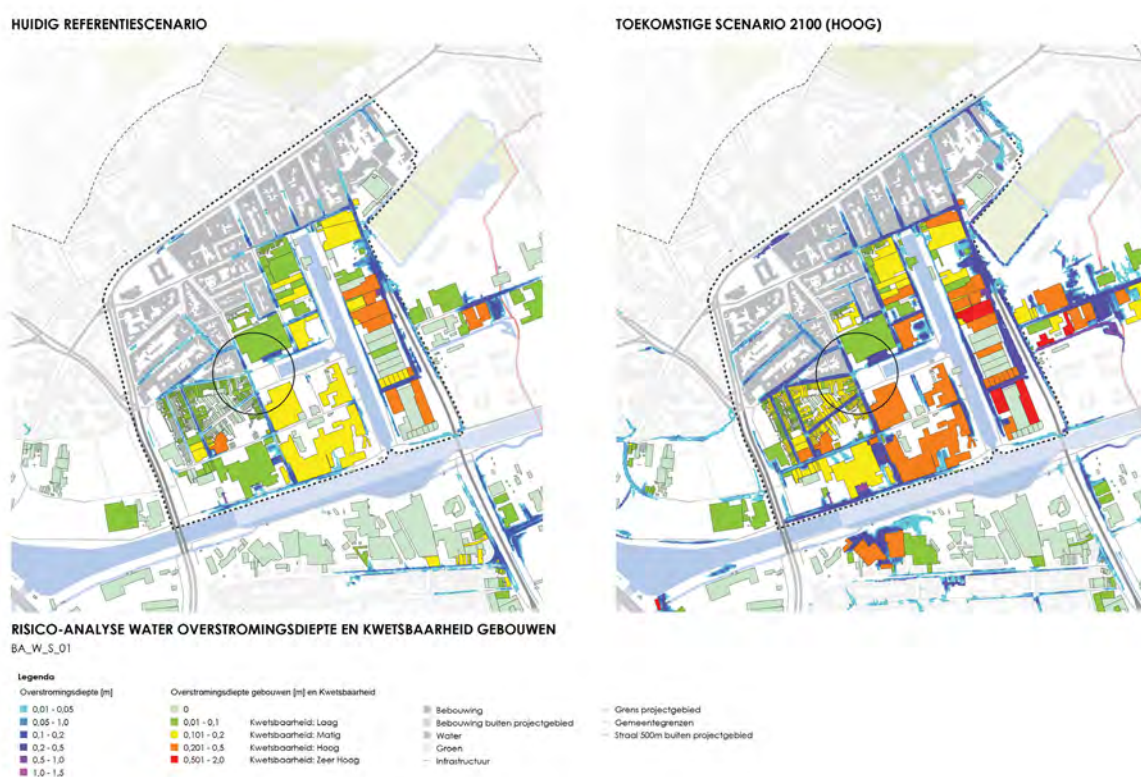 HUIDIG REFERENTIESCENARIO
TOEKOMSTIGE SCENARIO 2100 (HOOG)
RISICO-ANALYSE WATER OVERSTROMINGSDIEPTE EN KWETSBAARHEID GEBOUWEN
BA_W_S_01
Legenda
Overstromingsdiepte [m]
0,01 - 0,05
0,05 - 1,0
0,1 - 0,2
0,2 - 0,5
0,5 - 1,0
1,0 - 1,5
Overstromingsdiepte gebouwen [m] en Kwetsbaarheid
0
0,01 - 0,1 Kwetsbaarheid: Laag
0,101 - 0,2 Kwetsbaarheid: Matig
0,201 - 0,5 Kwetsbaarheid: Hoog
0,501 - 2,0 Kwetsbaarheid: Zeer Hoog
Bebouwing
Bebouwing buiten projectgebied
Water
Groen
Infrastructuur
Grens projectgebied
Gemeentegrenzen
Straal 500m buiten projectgebied